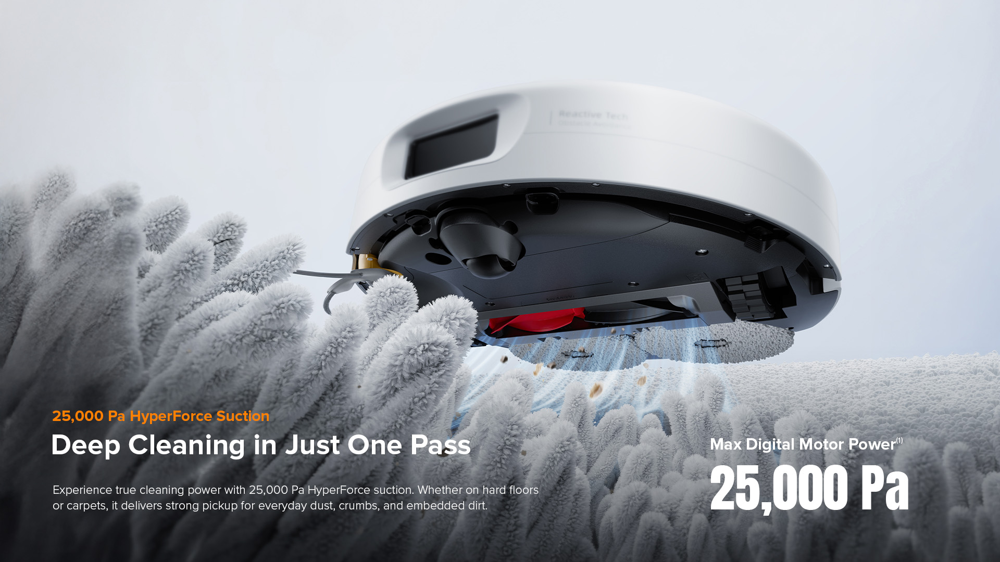 Reactive Tech
25,000 Pa HyperForce Suction
Deep Cleaning in Just One Pass
Experience true cleaning power with 25,000 Pa HyperForce suction. Whether on hard floors
or carpets, it delivers strong pickup for everyday dust, crumbs, and embedded dirt.
Max Digital Motor Power(1)
25,000 Pa